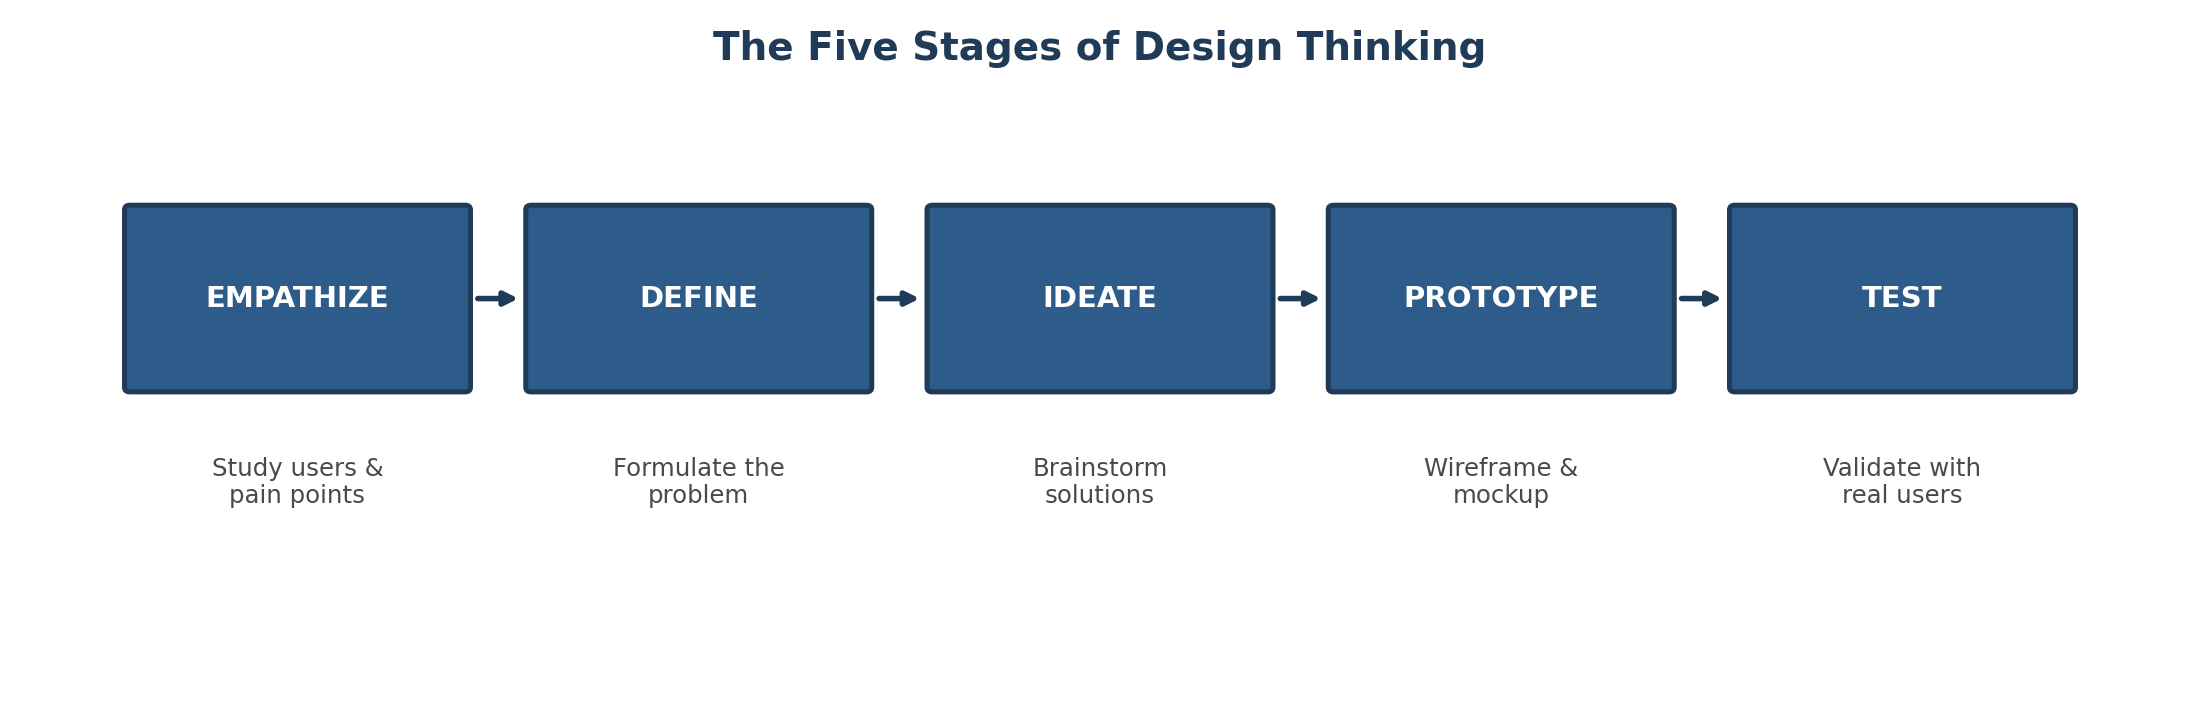 The Five Stages of Design Thinking
EMPATHIZE
DEFINE
IDEATE
PROTOTYPE
TEST
Study users &
pain points
Formulate the
problem
Brainstorm
solutions
Wireframe &
mockup
Validate with
real users